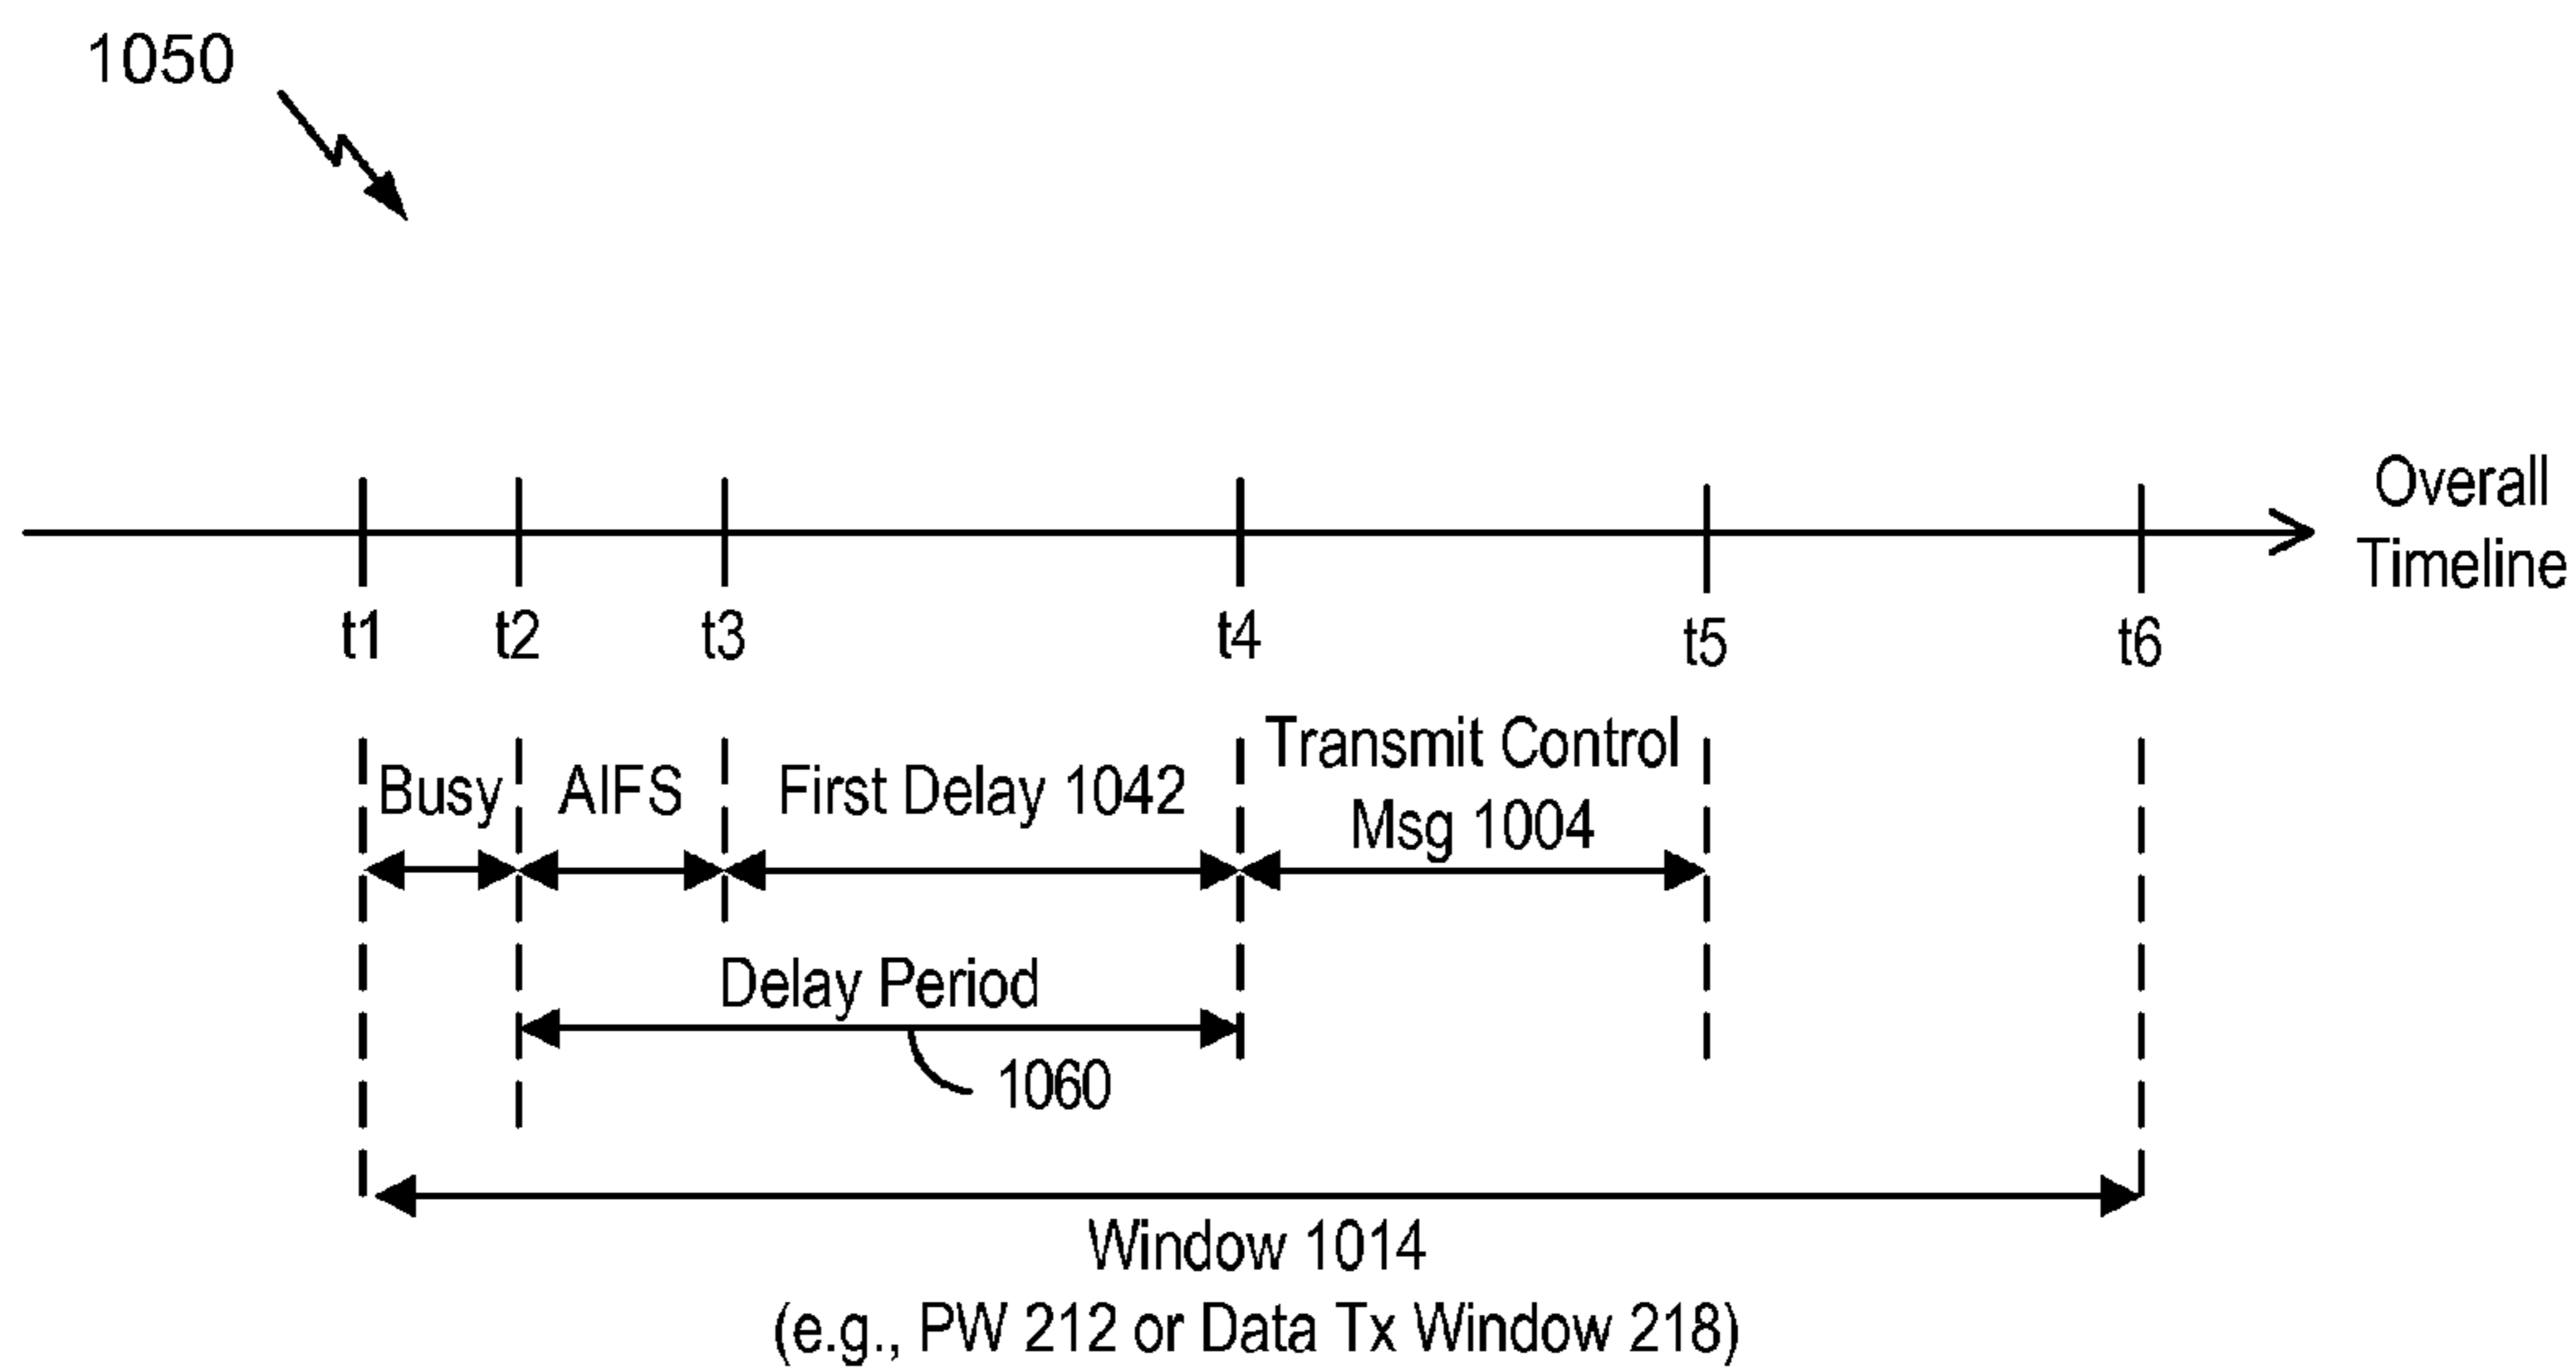 1050
Overall
Timeline
t1
t2
t3
t4
t5
t6
Busy
AIFS
First Delay 1042
Transmit Control
Msg 1004
Delay Period
1060
Window 1014
(e.g., PW 212 or Data Tx Window 218)